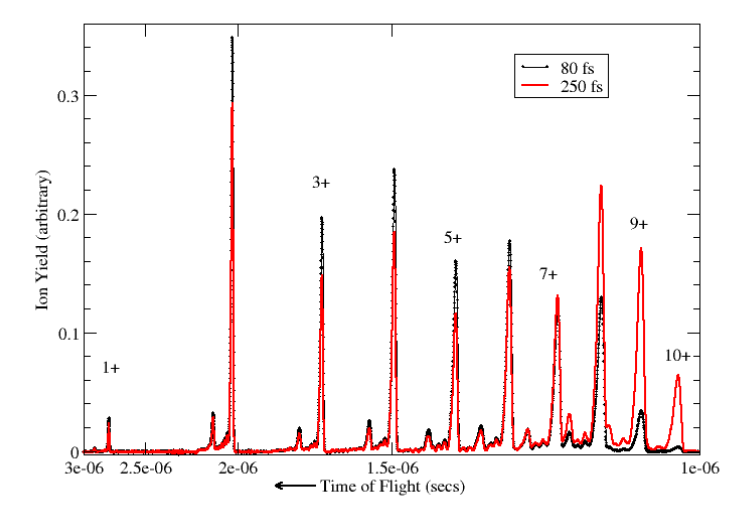 80 fs
250 fs
0.3
0.2
0.1
0
Ion Yield (arbitrary)
1+
3+
5+
7+
9+
10+
3e-06 2.5e-06 2e-06 1.5e-06 1e-06
Time of Flight (secs)